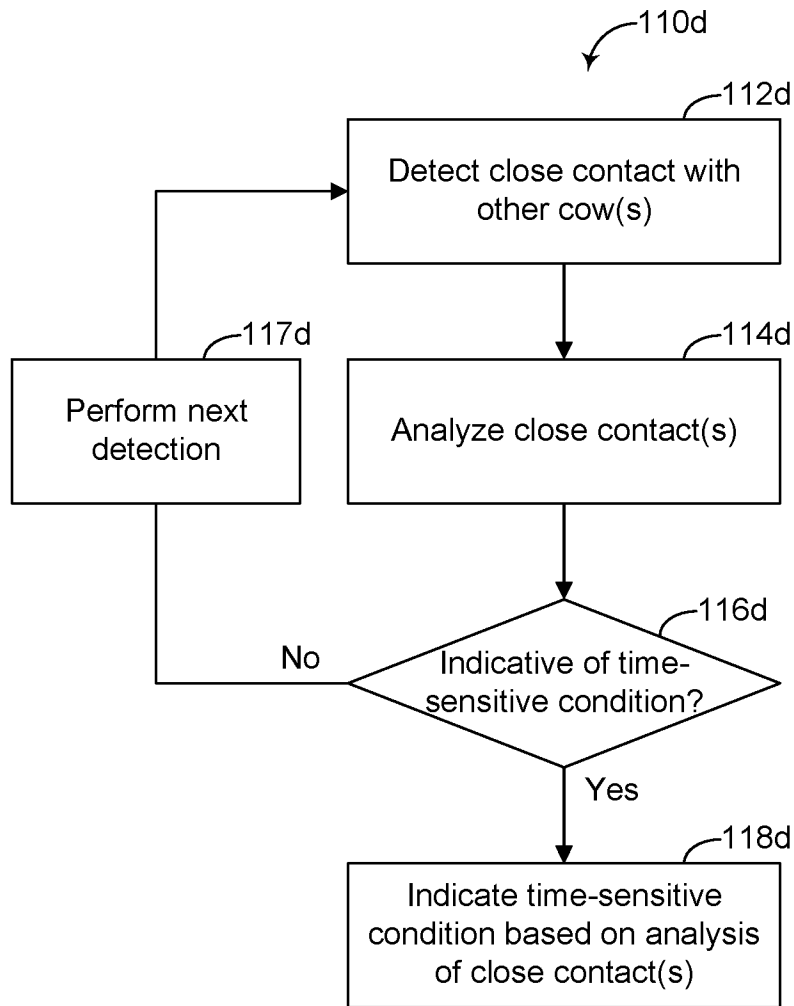 110d
112d
Detect close contact with
other cow(s)
117d
Perform next
detection
114d
Analyze close contact(s)
116d
Indicative of time-
sensitive condition?
No
Yes
118d
Indicate time-sensitive
condition based on analysis
of close contact(s)